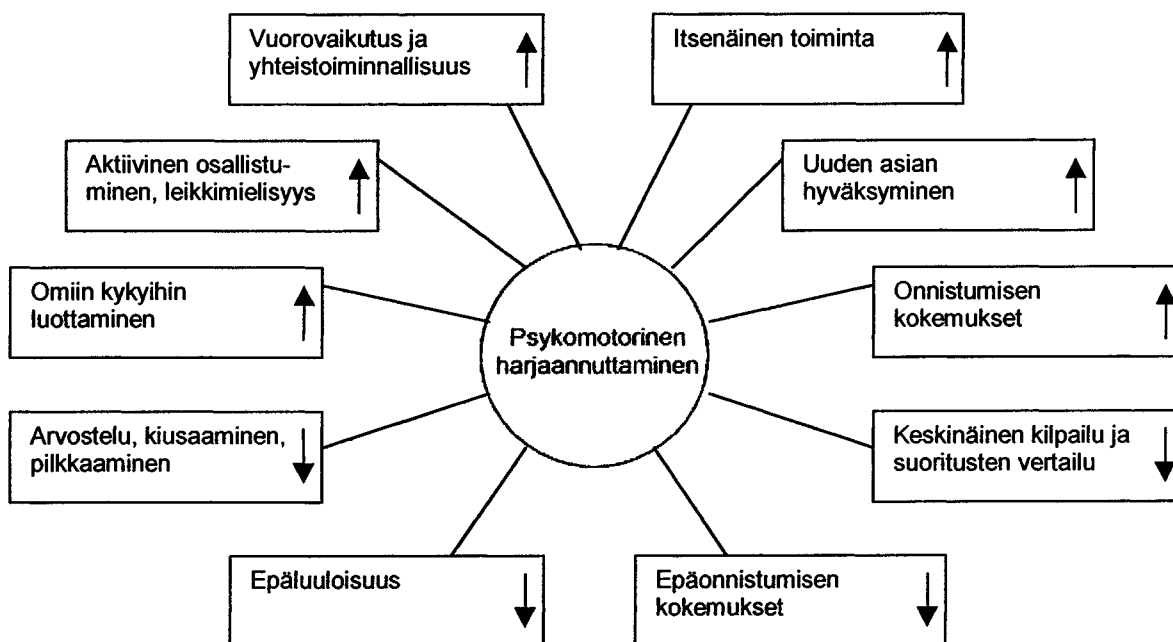 Vuorovaikutus ja
yhteistoiminnallisuus
Itsenäinen toiminta
Aktiivinen osallistu-
minen, leikkimielisyys
Uuden asian
hyväksyminen
Omiin kykyihin
luottaminen
Onnistumisen
kokemukset
Psykomotorinen
harjaannuttaminen
Arvostelu, kiusaaminen,
pilkkaaminen
Keskinäinen kilpailu ja
suoritusten vertailu
Epäluuloisuus
Epäonnistumisen
kokemukset